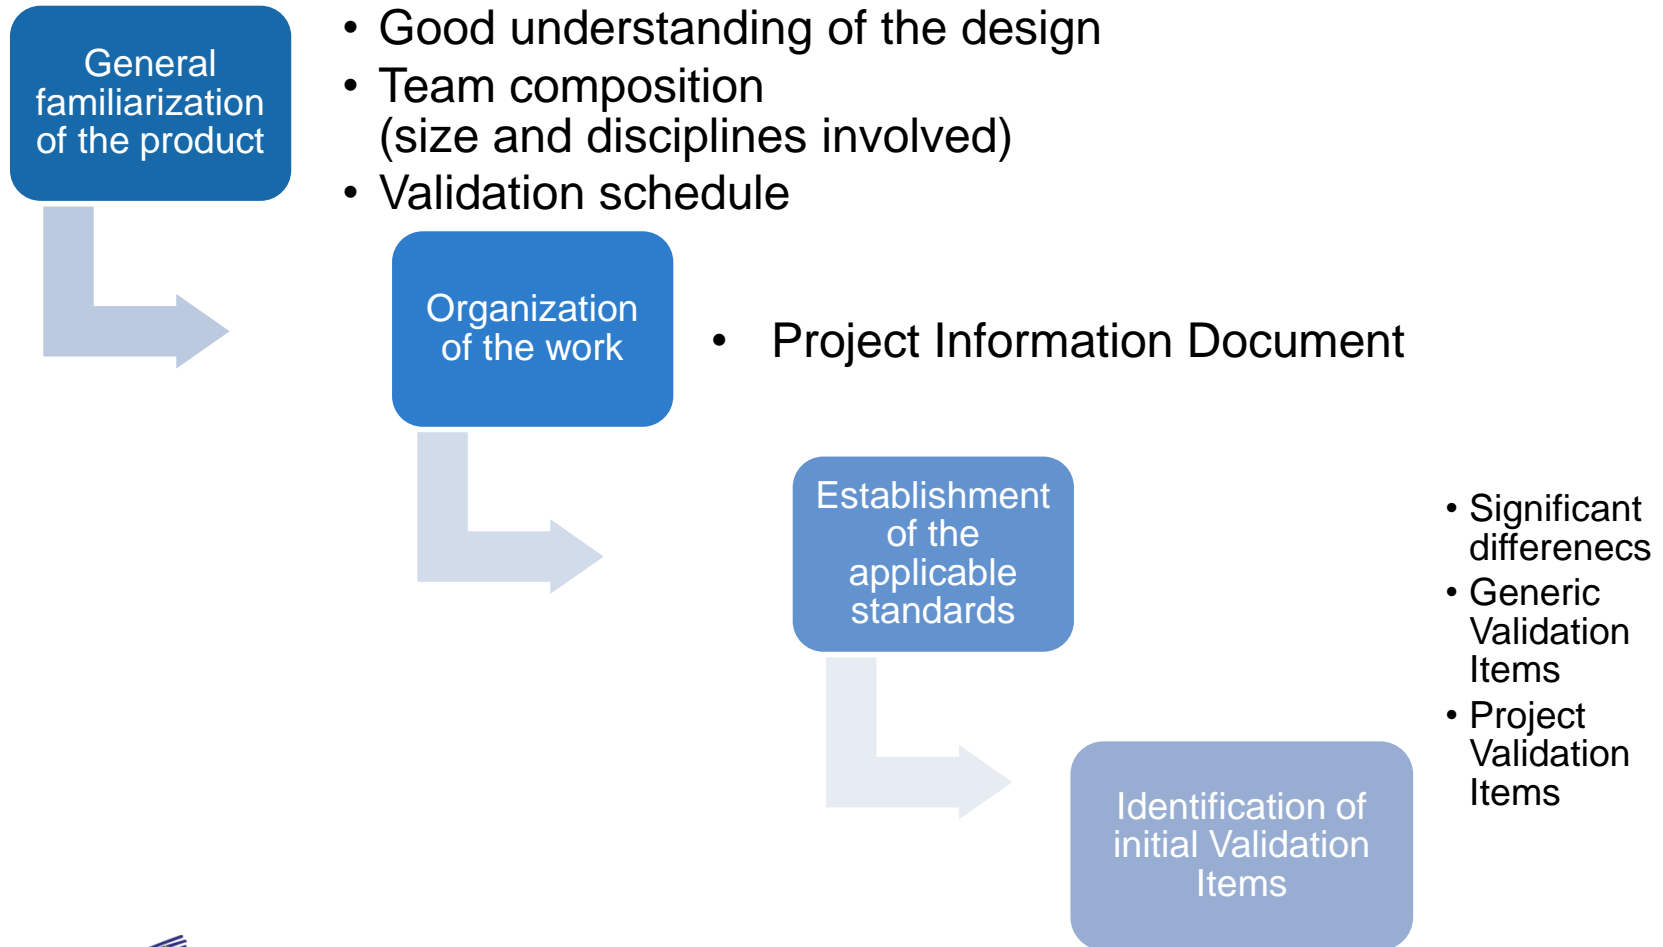 General
familiarization
of the product
• Good understanding of the design
• Team composition
(size and disciplines involved)
• Validation schedule
Organization
of the work
• Project Information Document
Establishment
of the
applicable
standards
• Significant
differenecs
• Generic
Validation
Items
• Project
Validation
Items
Identification of
initial Validation
Items